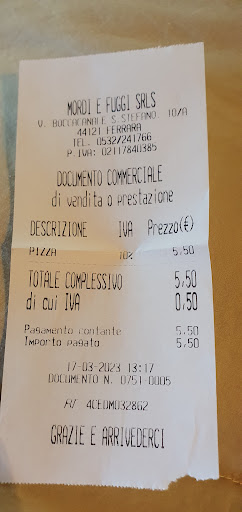 MORDI E FUGGI SRLS
V. BOCCACANALE S.STEFANO 10/A
44121 FERRARA
TEL. 0532/241766
P.IVA: 02117840385
DOCUMENTO COMMERCIALE
di vendita o prestazione
DESCRIZIONE IVA Prezzo(€)
PIZZA 10% 5,50
TOTALE COMPLESSIVO 5,50
di cui IVA 0,50
Pagamento contante 5,50
Importo pagato 5,50
17-03-2023 13:17
DOCUMENTO N. 0751-0005
RT 4CEDM032862
GRAZIE E ARRIVEDERCI